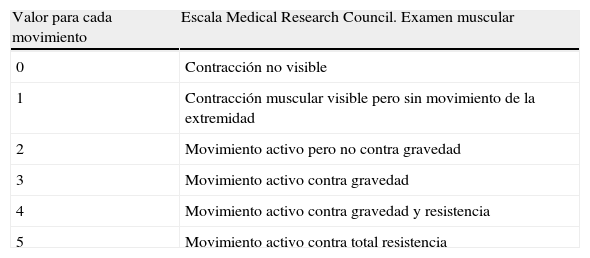 Valor para cada Escala Medical Research Council. Examen muscular
movimiento
0 Contracción no visible
1 Contracción muscular visible pero sin movimiento de la
extremidad
2 Movimiento activo pero no contra gravedad
3 Movimiento activo contra gravedad
4 Movimiento activo contra gravedad y resistencia
5 Movimiento activo contra total resistencia